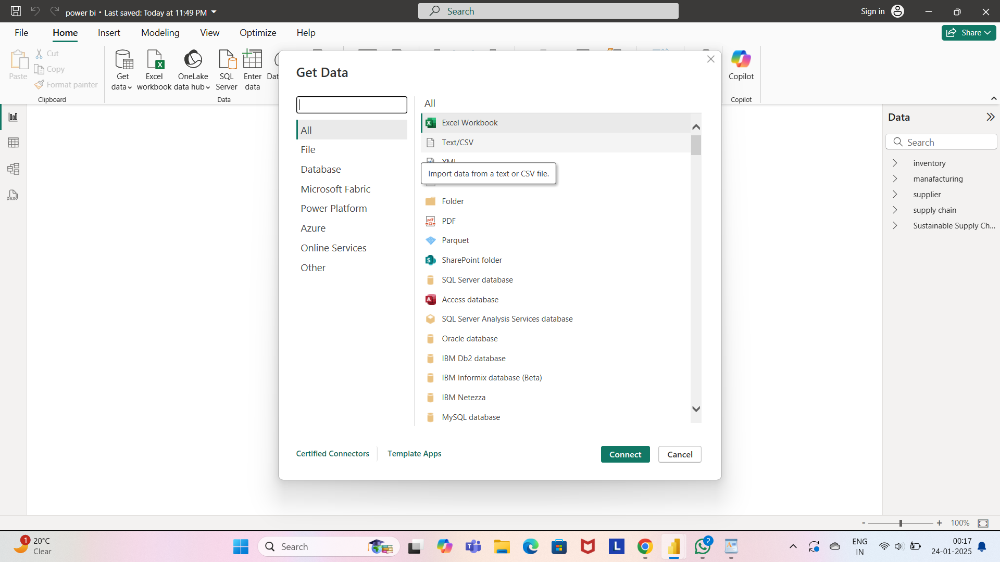 power bi • Last saved: Today at 11:49 PM
Search
Sign in
File
Home
Insert
Modeling
View
Optimize
Help
Share
Paste
Cut
Copy
Format painter
Clipboard
Get data
Excel workbook
OneLake data hub
SQL Server
Enter data
Dat
Data
Copilot
Copilot
Get Data
All
File
Database
Microsoft Fabric
Power Platform
Azure
Online Services
Other
All
Excel Workbook
Text/CSV
XML
Import data from a text or CSV file.
Folder
PDF
Parquet
SharePoint folder
SQL Server database
Access database
SQL Server Analysis Services database
Oracle database
IBM Db2 database
IBM Informix database (Beta)
IBM Netezza
MySQL database
Certified Connectors
Template Apps
Connect
Cancel
Data
Search
inventory
manafacturing
supplier
supply chain
Sustainable Supply Ch...
DAX
- + 100%
1
20°C
Clear
Search
2
ENG
IN
00:17
24-01-2025